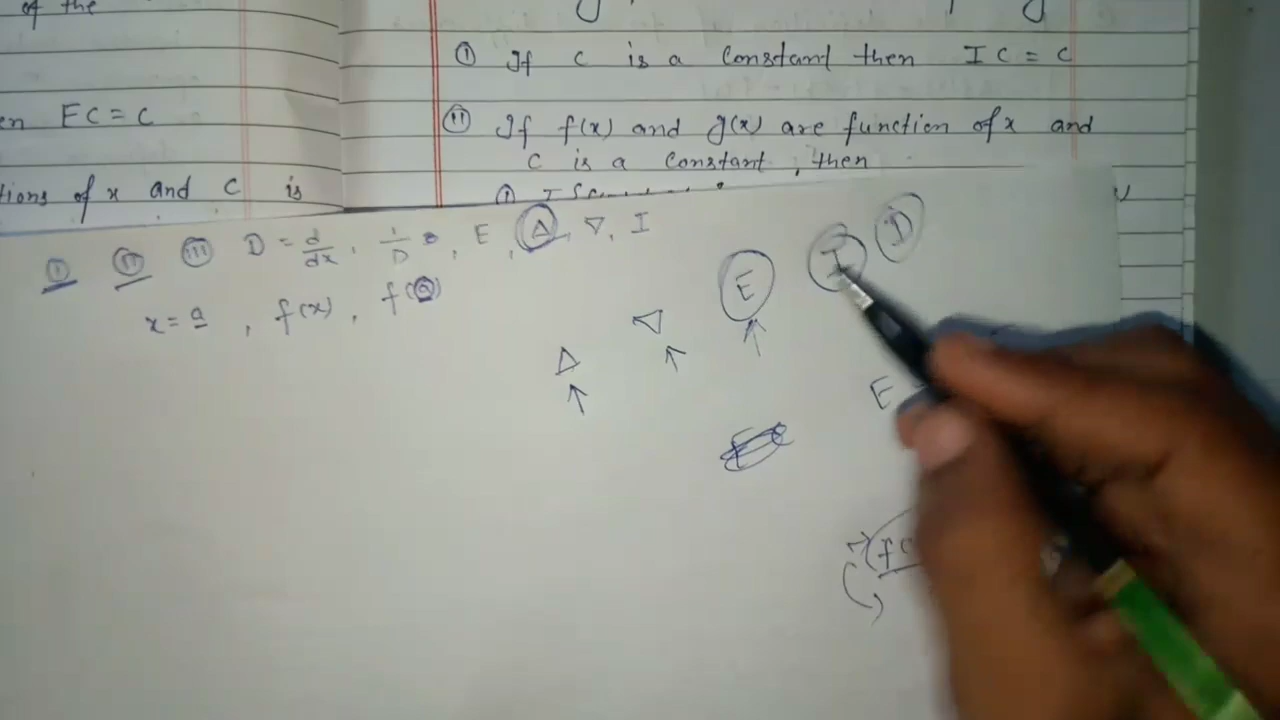 of the
① If C is a Constant then IC = C
en EC = C
⑪ If f(x) and g(x) are function of x and
C is a Constant, then
tions of x and C is
① ⑪ ⑪⑪ D = d/dx, 1/D, E, Δ, ∇, I
x = a, f(x), f(a)
E I D
∇
Δ
E